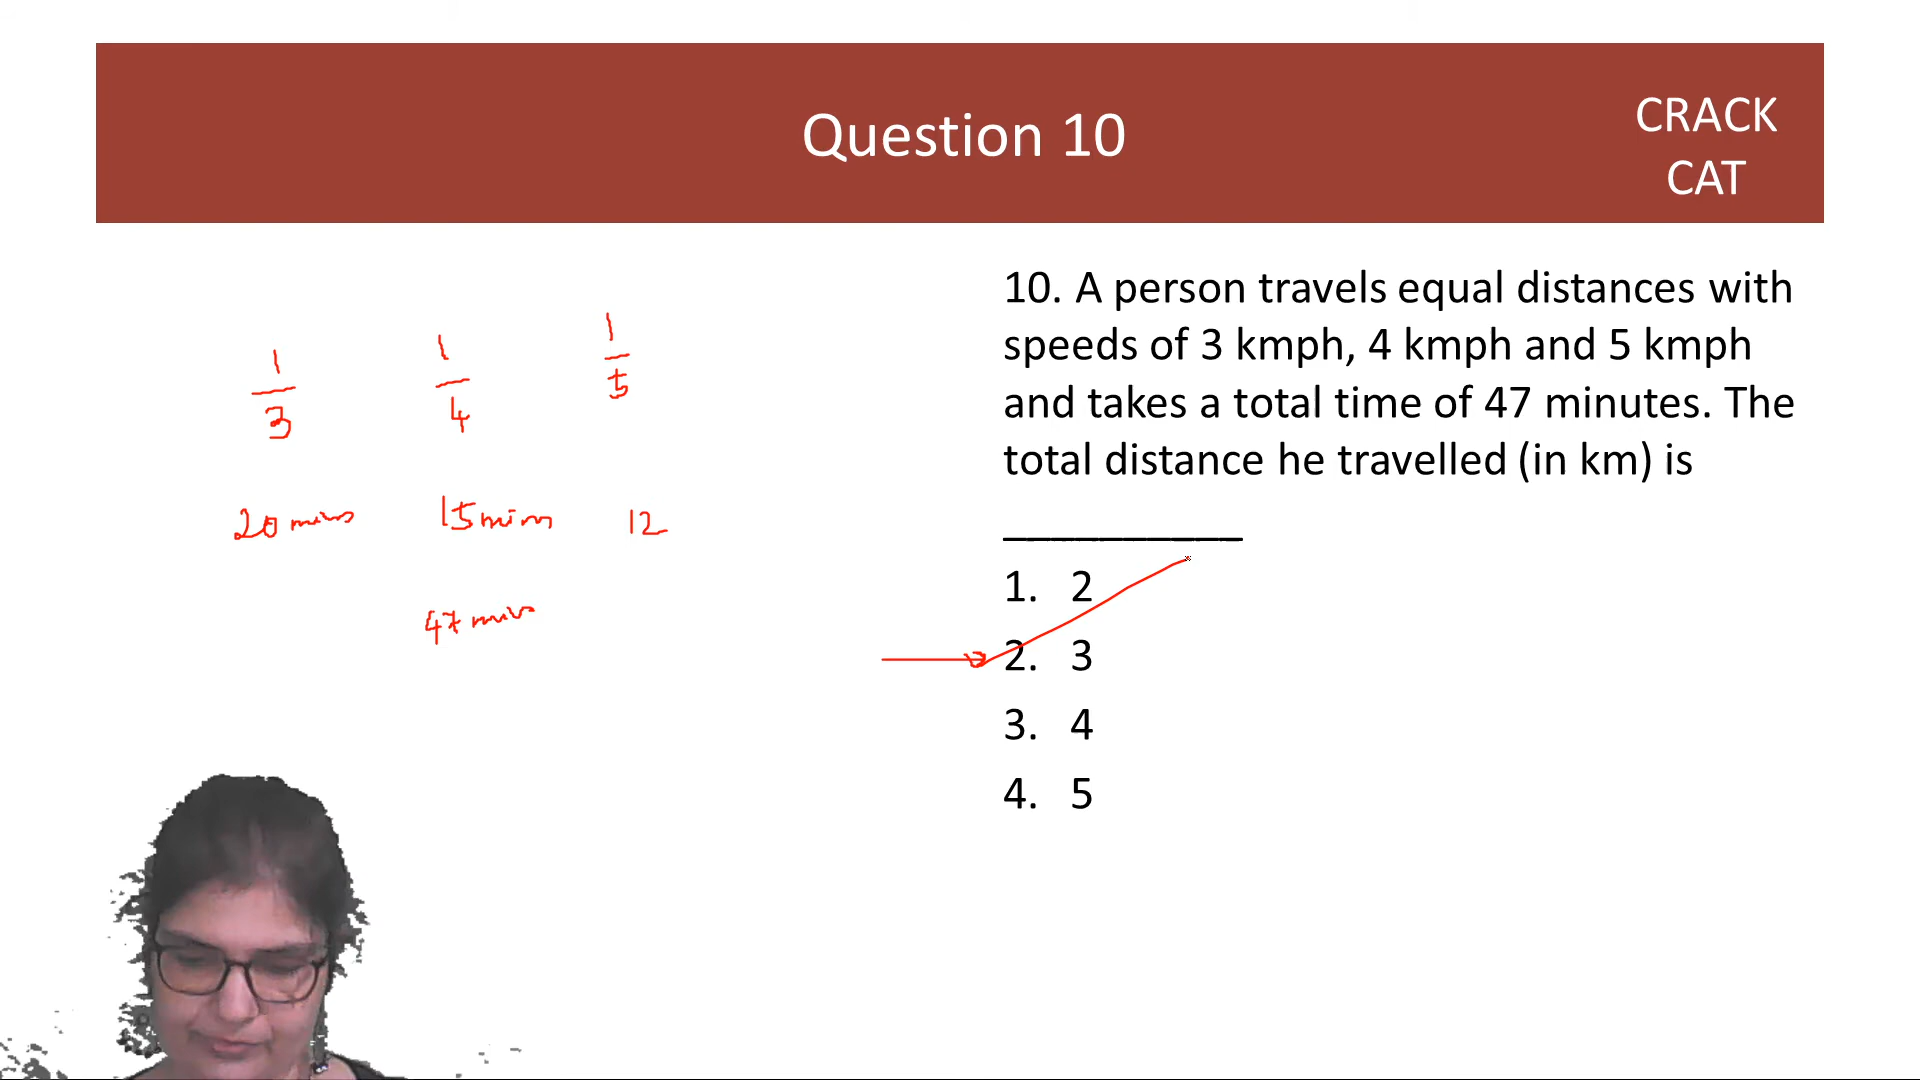 Question 10
CRACK
CAT
1/3 1/4 1/5
20 mins 15 mins 12
47 mins
10. A person travels equal distances with
speeds of 3 kmph, 4 kmph and 5 kmph
and takes a total time of 47 minutes. The
total distance he travelled (in km) is
__________
1. 2
2. 3
3. 4
4. 5